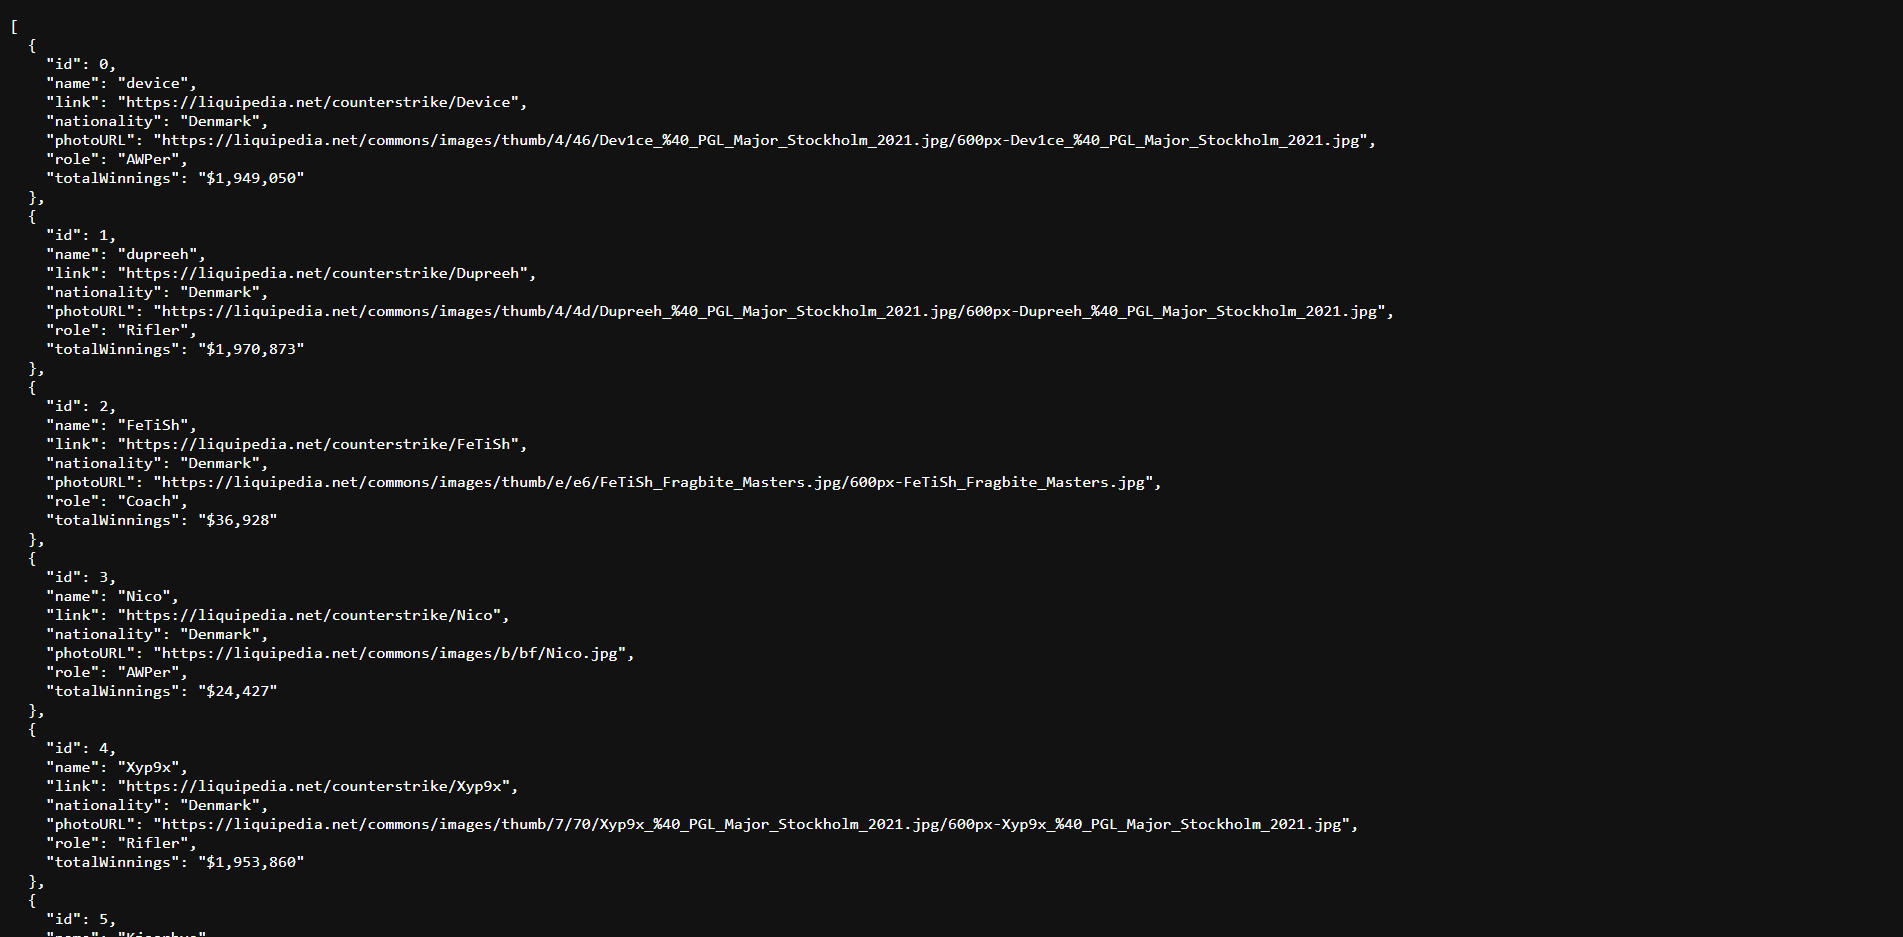 [
  {
    "id": 0,
    "name": "device",
    "link": "https://liquipedia.net/counterstrike/Device",
    "nationality": "Denmark",
    "photoURL": "https://liquipedia.net/commons/images/thumb/4/46/Dev1ce_%40_PGL_Major_Stockholm_2021.jpg/600px-Dev1ce_%40_PGL_Major_Stockholm_2021.jpg",
    "role": "AWPer",
    "totalWinnings": "$1,949,050"
  },
  {
    "id": 1,
    "name": "dupreeh",
    "link": "https://liquipedia.net/counterstrike/Dupreeh",
    "nationality": "Denmark",
    "photoURL": "https://liquipedia.net/commons/images/thumb/4/4d/Dupreeh_%40_PGL_Major_Stockholm_2021.jpg/600px-Dupreeh_%40_PGL_Major_Stockholm_2021.jpg",
    "role": "Rifler",
    "totalWinnings": "$1,970,873"
  },
  {
    "id": 2,
    "name": "FeTiSh",
    "link": "https://liquipedia.net/counterstrike/FeTiSh",
    "nationality": "Denmark",
    "photoURL": "https://liquipedia.net/commons/images/thumb/e/e6/FeTiSh_Fragbite_Masters.jpg/600px-FeTiSh_Fragbite_Masters.jpg",
    "role": "Coach",
    "totalWinnings": "$36,928"
  },
  {
    "id": 3,
    "name": "Nico",
    "link": "https://liquipedia.net/counterstrike/Nico",
    "nationality": "Denmark",
    "photoURL": "https://liquipedia.net/commons/images/b/bf/Nico.jpg",
    "role": "AWPer",
    "totalWinnings": "$24,427"
  },
  {
    "id": 4,
    "name": "Xyp9x",
    "link": "https://liquipedia.net/counterstrike/Xyp9x",
    "nationality": "Denmark",
    "photoURL": "https://liquipedia.net/commons/images/thumb/7/70/Xyp9x_%40_PGL_Major_Stockholm_2021.jpg/600px-Xyp9x_%40_PGL_Major_Stockholm_2021.jpg",
    "role": "Rifler",
    "totalWinnings": "$1,953,860"
  },
  {
    "id": 5,
    "name":